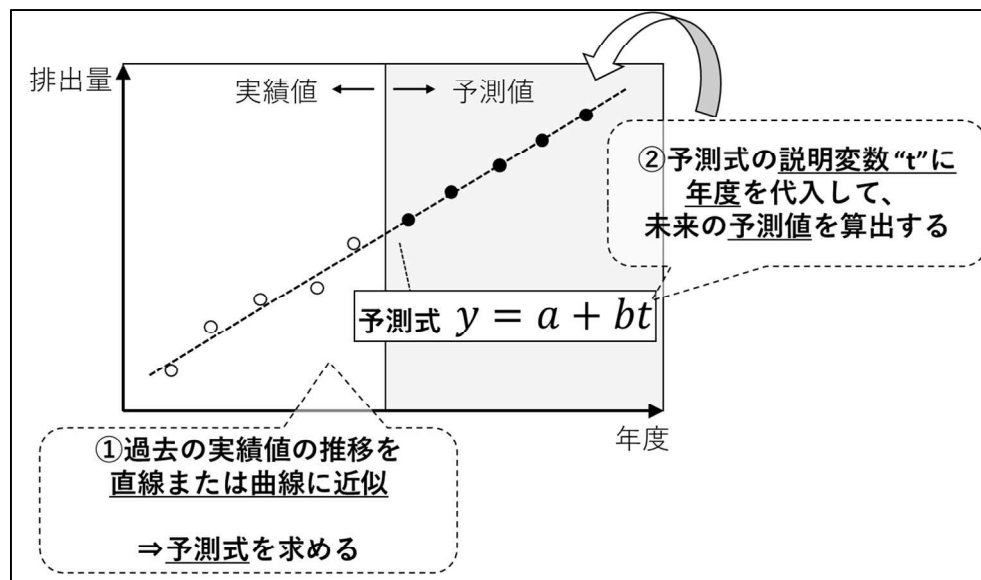 排出量
実績値
予測値
②予測式の説明変数“t”に
年度を代入して、
未来の予測値を算出する
予測式 y = a + bt
年度
①過去の実績値の推移を
直線または曲線に近似
⇒予測式を求める